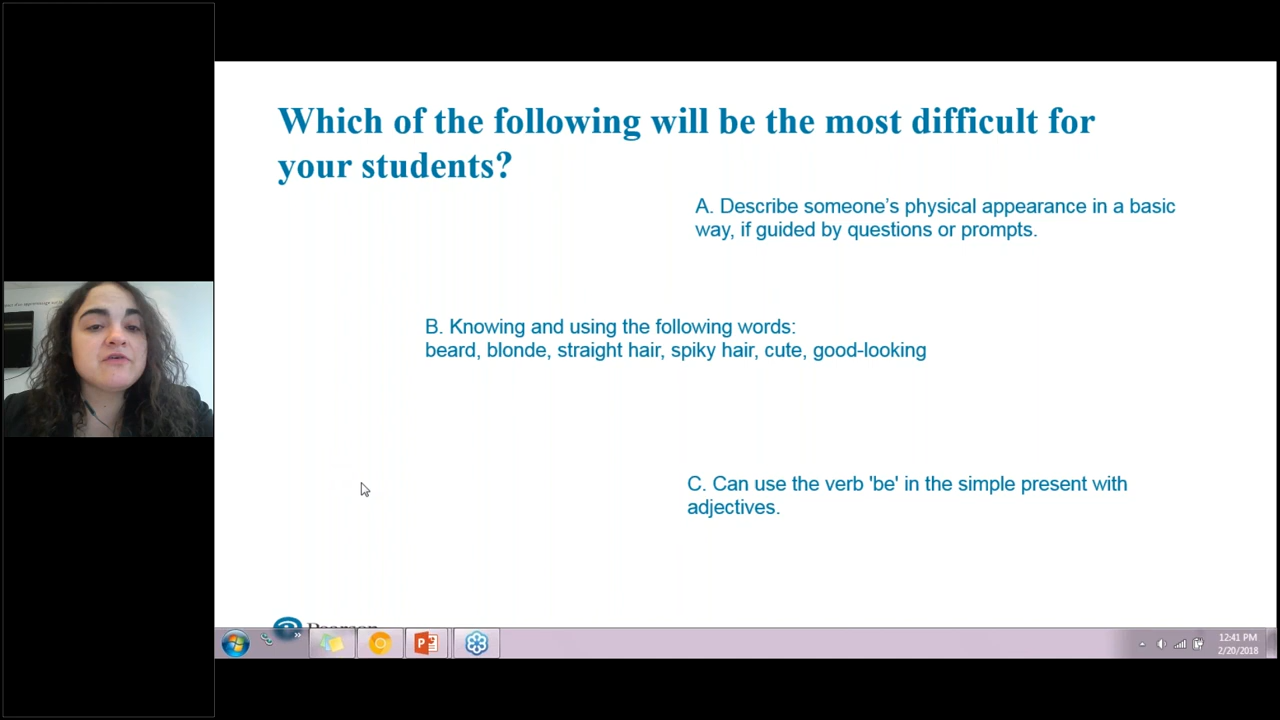 Which of the following will be the most difficult for
your students?
A. Describe someone's physical appearance in a basic
way, if guided by questions or prompts.
B. Knowing and using the following words:
beard, blonde, straight hair, spiky hair, cute, good-looking
C. Can use the verb 'be' in the simple present with
adjectives.
Pearson
12:41 PM
2/20/2018